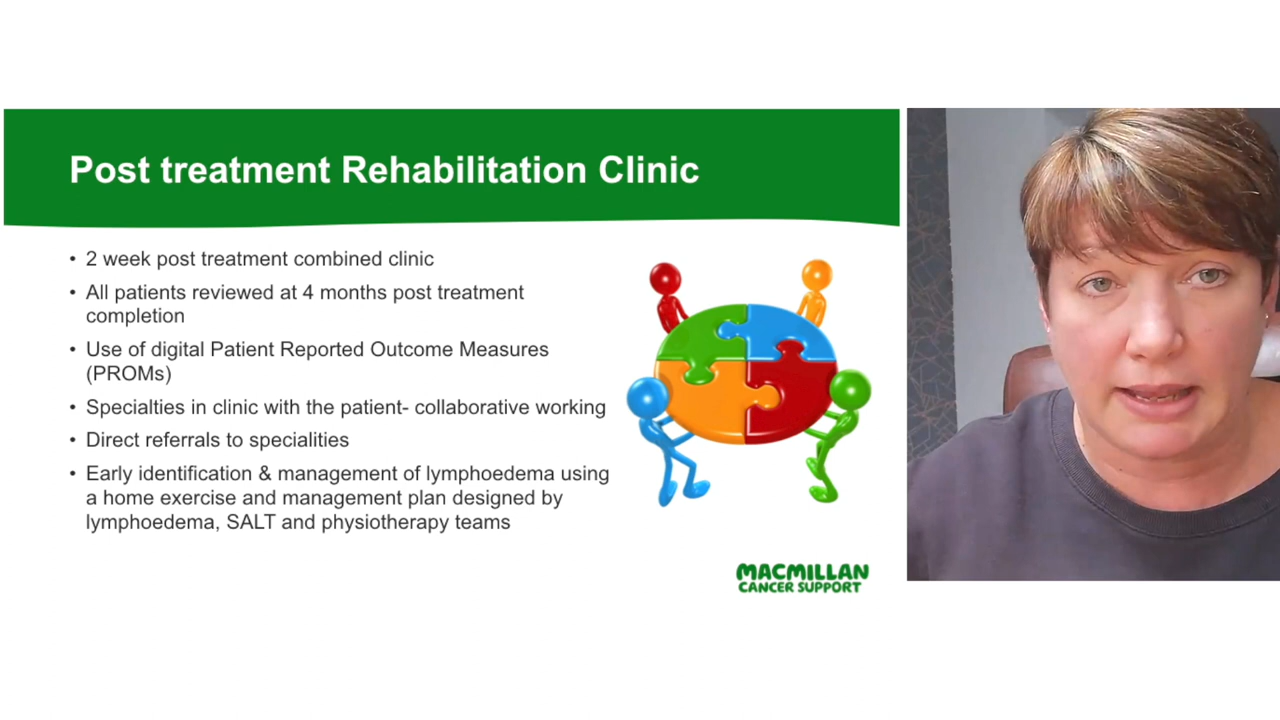 Post treatment Rehabilitation Clinic
• 2 week post treatment combined clinic
• All patients reviewed at 4 months post treatment
completion
• Use of digital Patient Reported Outcome Measures
(PROMs)
• Specialties in clinic with the patient- collaborative working
• Direct referrals to specialities
• Early identification & management of lymphoedema using
a home exercise and management plan designed by
lymphoedema, SALT and physiotherapy teams
MACMILLAN
CANCER SUPPORT